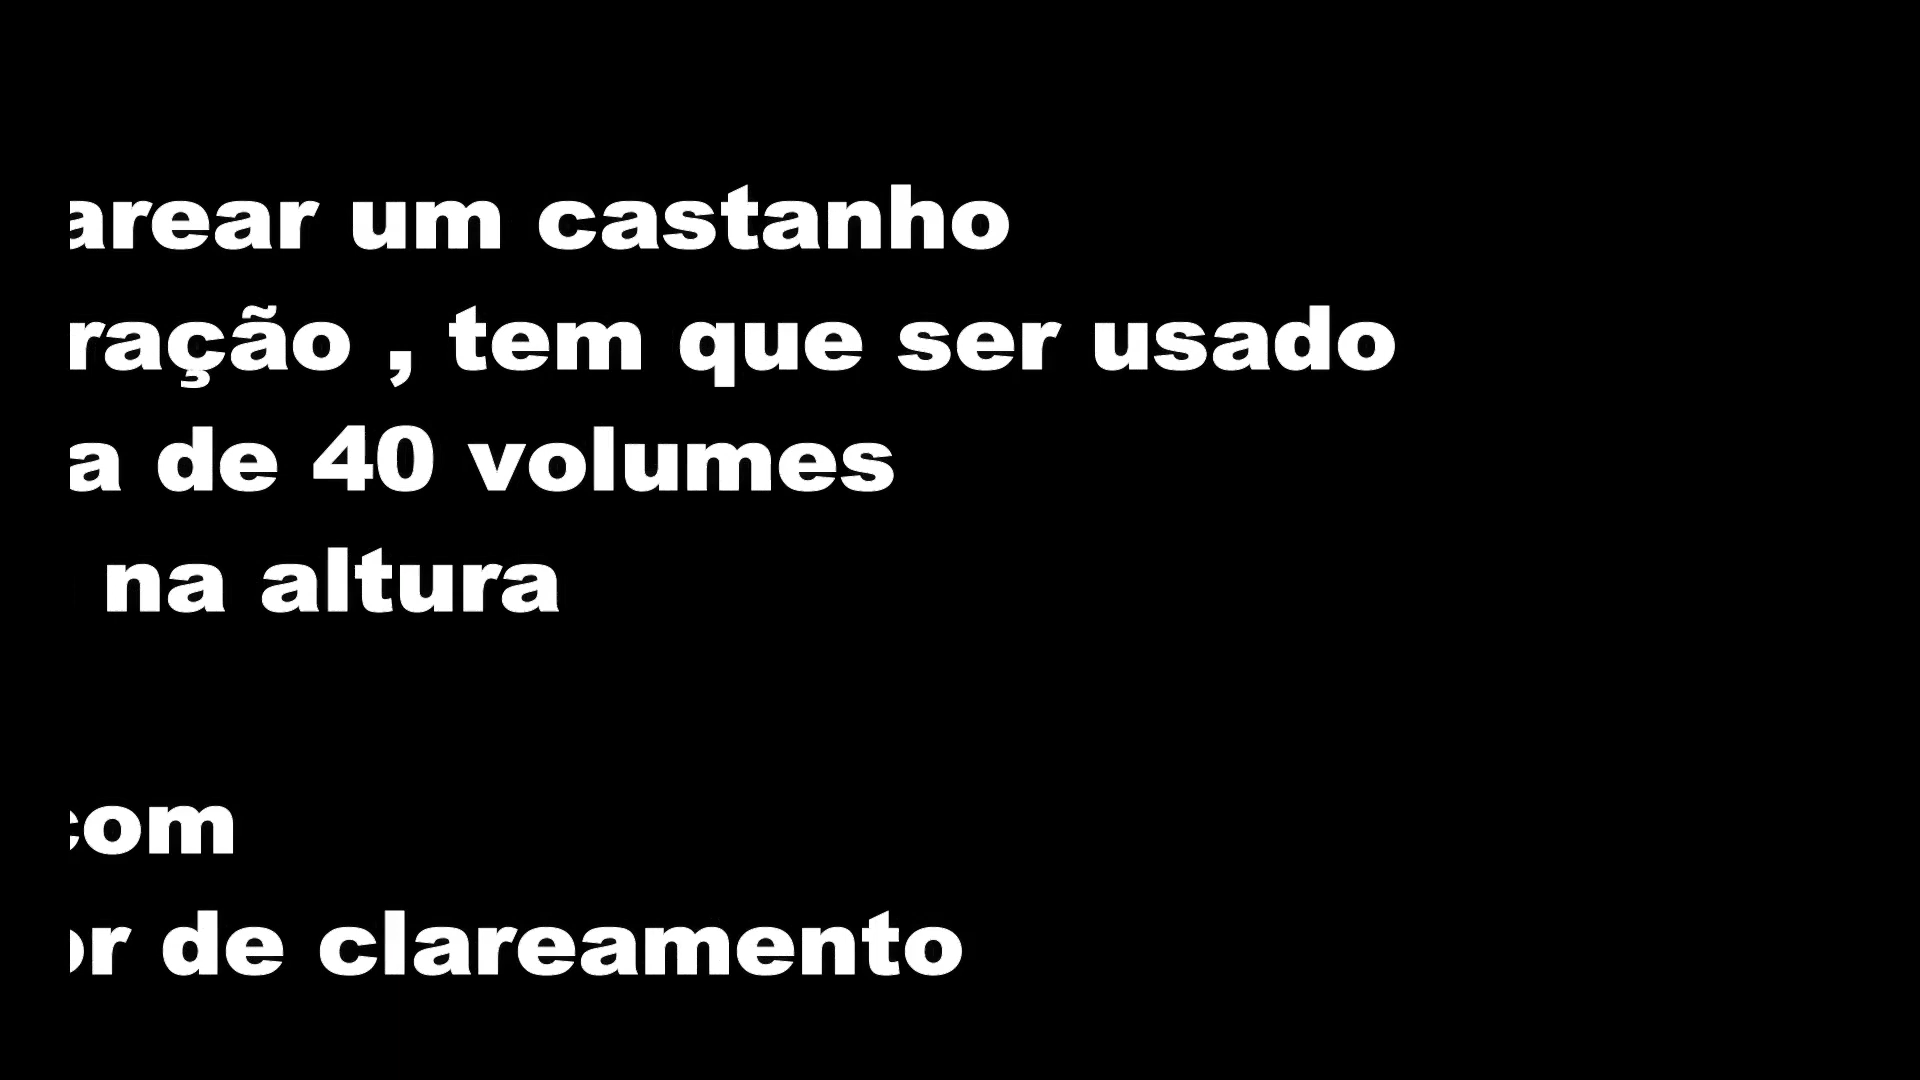 arear um castanho
ração , tem que ser usado
a de 40 volumes
na altura
com
or de clareamento